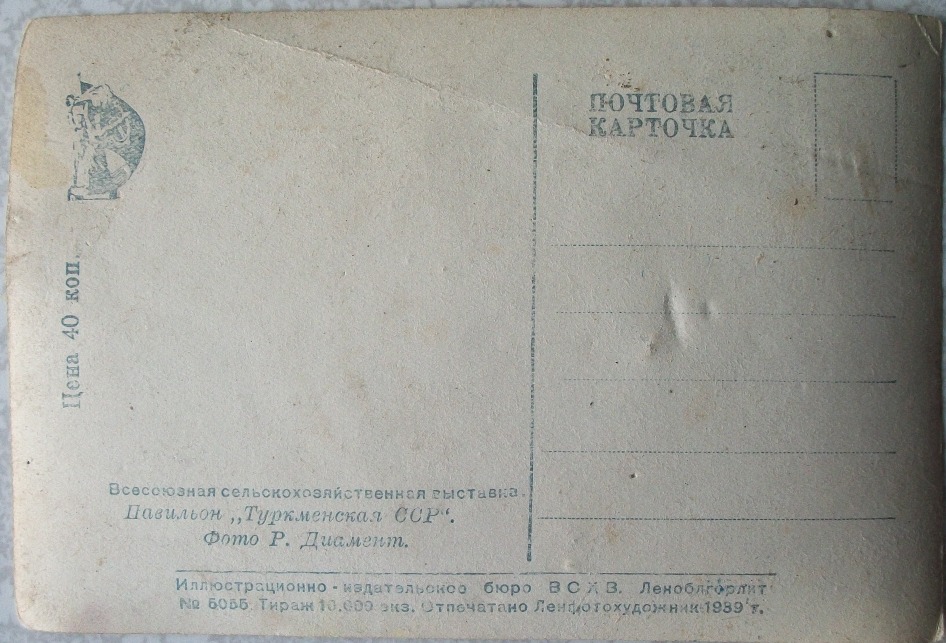 ПОЧТОВАЯ
КАРТОЧКА
Цена 40 коп.
Всесоюзная сельскохозяйственная выставка.
Павильон „Туркменская ССР“.
Фото Р. Диамент.
Иллюстрационно - издательское бюро ВСХВ. Леноблгорлит
№ 5055. Тираж 10.000 экз. Отпечатано Ленфотохудожник 1939 г.